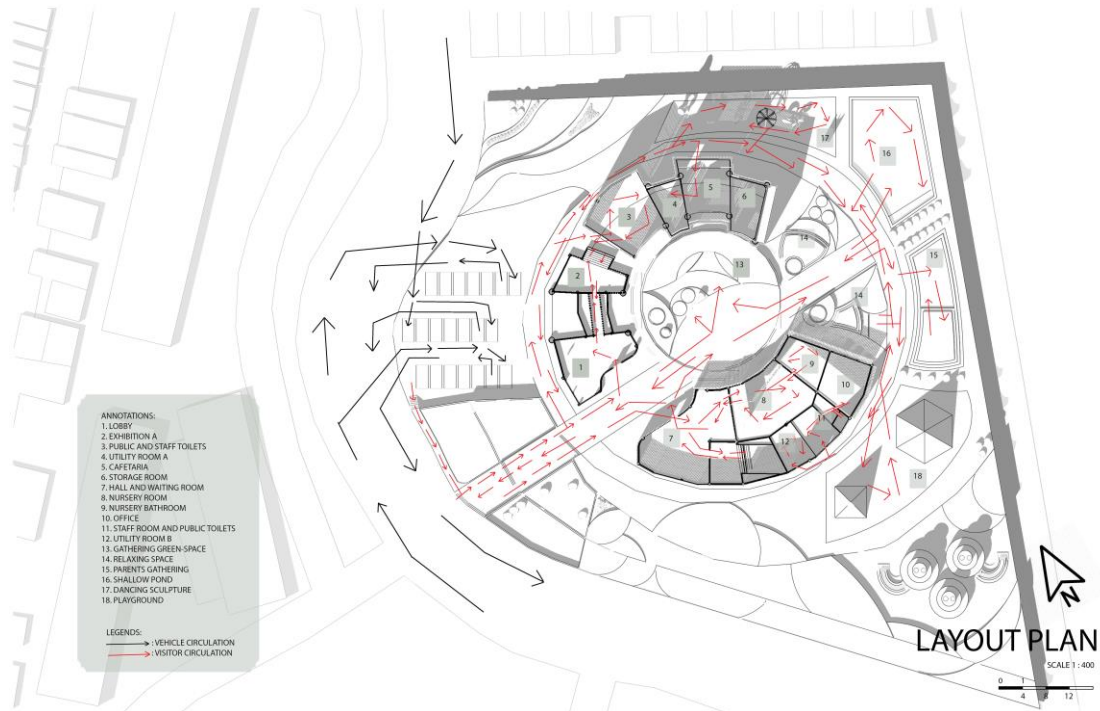 ANNOTATIONS:
1. LOBBY
2. EXHIBITION A
3. PUBLIC AND STAFF TOILETS
4. UTILITY ROOM A
5. CAFETARIA
6. STORAGE ROOM
7. HALL AND WAITING ROOM
8. NURSERY ROOM
9. NURSERY BATHROOM
10. OFFICE
11. STAFF ROOM AND PUBLIC TOILETS
12. UTILITY ROOM B
13. GATHERING GREEN-SPACE
14. RELAXING SPACE
15. PARENTS GATHERING
16. SHALLOW POND
17. DANCING SCULPTURE
18. PLAYGROUND
LEGENDS:
: VEHICLE CIRCULATION
: VISITOR CIRCULATION
17
16
5
6
4
3
14
15
13
2
14
9
1
10
8
11
7
12
18
N
LAYOUT PLAN
SCALE 1 : 400
0 1
4 8 12